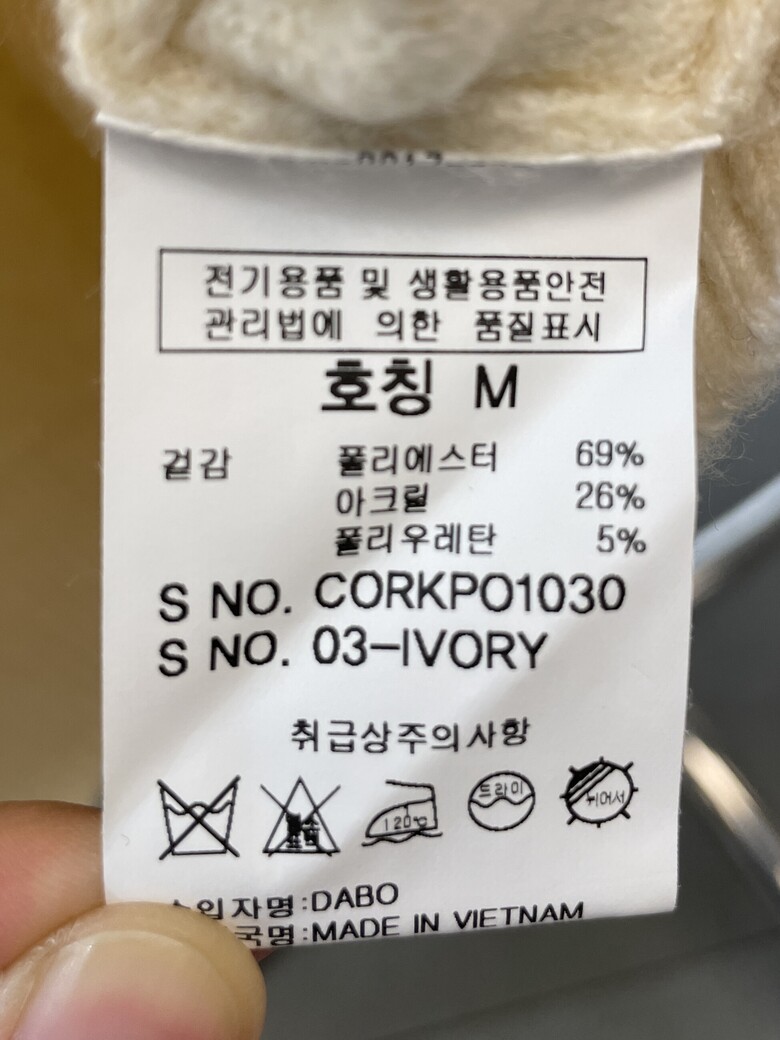 전기용품 및 생활용품안전
관리법에 의한 품질표시
호칭 M
겉감 폴리에스터 69%
아크릴 26%
폴리우레탄 5%
S NO. CORKPO1030
S NO. 03-IVORY
취급상주의사항
120℃ 드라이 뉘어서
입자명:DABO
국명:MADE IN VIETNAM